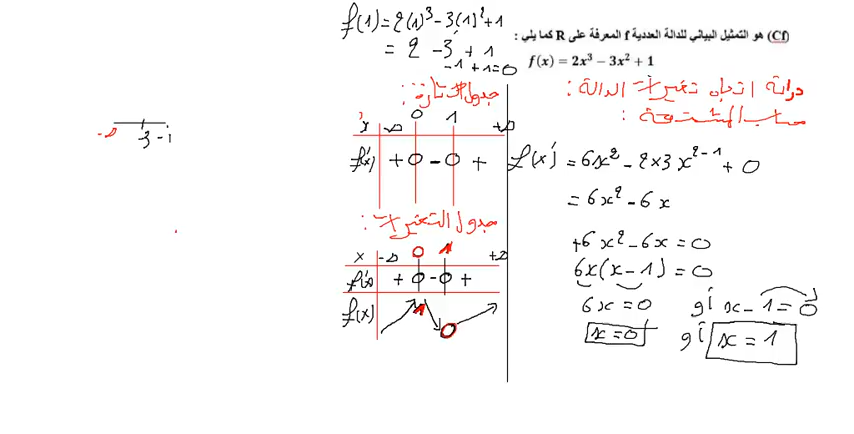 (Cf) هو التمثيل البياني للدالة العددية f المعرفة على R كما يلي :
f(x) = 2x³ − 3x² + 1
دراسة اتجاه تغيرات الدالة :
حساب المشتقة :
f'(x) = 6x² − 2×3x²⁻¹ + 0
= 6x² − 6x
+6x² − 6x = 0
6x(x − 1) = 0
6x = 0 أو x − 1 = 0
x = 0 أو x = 1
f(1) = 2(1)³ − 3(1)² + 1
= 2 − 3 + 1
−1 + 1 = 0
جدول الإشارة :
x −∞ 0 1 +∞
f'(x) + 0 − 0 +
جدول التغيرات :
x −∞ 0 1 +∞
f'(x) + 0 − 0 +
f(x) 1 0
−∞ 3 −1